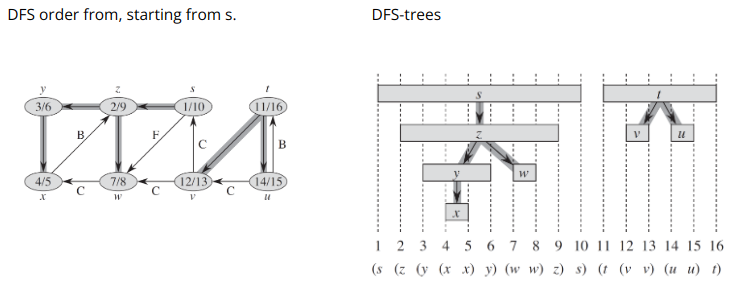 DFS order from, starting from s.
DFS-trees
y z s t
3/6 2/9 1/10 11/16
B F C B
4/5 7/8 12/13 14/15
C C C
x w v u
s t
z v u
y w
x
1 2 3 4 5 6 7 8 9 10 11 12 13 14 15 16
(s (z (y (x x) y) (w w) z) s) (t (v v) (u u) t)